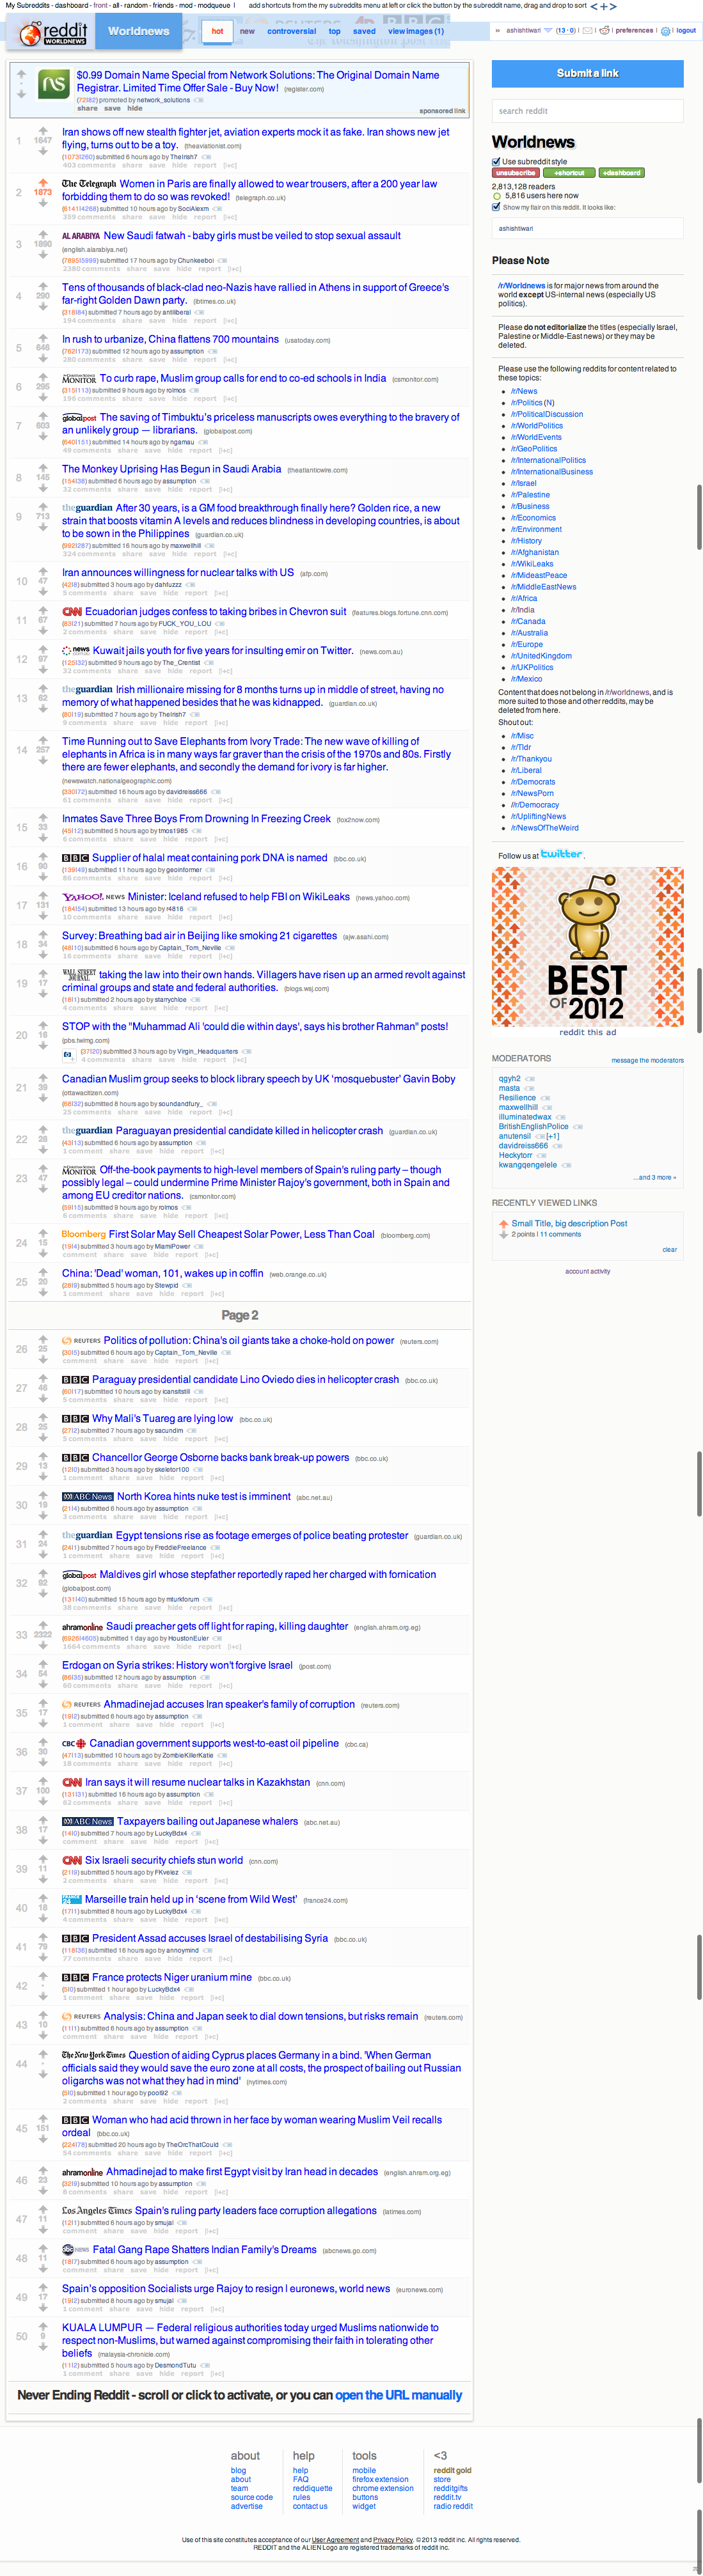 My Subreddits - dashboard - front - all - random - friends - mod - modqueue | add shortcuts from the my subreddits menu at left or click the button by the subreddit name, drag and drop to sort
reddit WORLDNEWS Worldnews hot new controversial top saved view images (1)
ashishtiwari (13 · 0) | | | preferences | | logout
$0.99 Domain Name Special from Network Solutions: The Original Domain Name
Registrar. Limited Time Offer Sale - Buy Now! (register.com)
(72|82) promoted by network_solutions
share save hide sponsored link
1 1647 Iran shows off new stealth fighter jet, aviation experts mock it as fake. Iran shows new jet
flying, turns out to be a toy. (theaviationist.com)
submitted 6 hours ago by TheIrish7
403 comments share save hide report [l+c]
2 1873 The Telegraph Women in Paris are finally allowed to wear trousers, after a 200 year law
forbidding them to do so was revoked! (telegraph.co.uk)
(6141|4268) submitted 10 hours ago by SociAlexm
359 comments share save hide report [l+c]
3 1890 AL ARABIYA New Saudi fatwah - baby girls must be veiled to stop sexual assault
(english.alarabiya.net)
(7895|5999) submitted 17 hours ago by Chunkeeboi
2380 comments share save hide report [l+c]
4 290 Tens of thousands of black-clad neo-Nazis have rallied in Athens in support of Greece's
far-right Golden Dawn party. (ibtimes.co.uk)
submitted 7 hours ago by antiliberal
194 comments share save hide report [l+c]
5 646 In rush to urbanize, China flattens 700 mountains (usatoday.com)
submitted 12 hours ago by assumption
280 comments share save hide report [l+c]
6 295 MONITOR To curb rape, Muslim group calls for end to co-ed schools in India (csmonitor.com)
submitted 9 hours ago by rolmos
196 comments share save hide report [l+c]
7 603 globalpost The saving of Timbuktu's priceless manuscripts owes everything to the bravery of
an unlikely group — librarians. (globalpost.com)
submitted 14 hours ago by ngamau
49 comments share save hide report [l+c]
8 145 The Monkey Uprising Has Begun in Saudi Arabia (theatlanticwire.com)
submitted 6 hours ago by assumption
32 comments share save hide report [l+c]
9 713 theguardian After 30 years, is a GM food breakthrough finally here? Golden rice, a new
strain that boosts vitamin A levels and reduces blindness in developing countries, is about
to be sown in the Philippines (guardian.co.uk)
submitted 16 hours ago by maxwellhill
324 comments share save hide report [l+c]
10 47 Iran announces willingness for nuclear talks with US (afp.com)
submitted 3 hours ago by dahfuzzz
5 comments share save hide report [l+c]
11 67 CNN Ecuadorian judges confess to taking bribes in Chevron suit (features.blogs.fortune.cnn.com)
submitted 7 hours ago by FUCK_YOU_LOU
2 comments share save hide report [l+c]
12 97 news Kuwait jails youth for five years for insulting emir on Twitter. (news.com.au)
submitted 9 hours ago by The_Crentist
32 comments share save hide report [l+c]
13 62 theguardian Irish millionaire missing for 8 months turns up in middle of street, having no
memory of what happened besides that he was kidnapped. (guardian.co.uk)
submitted 7 hours ago by TheIrish7
9 comments share save hide report [l+c]
14 257 Time Running out to Save Elephants from Ivory Trade: The new wave of killing of
elephants in Africa is in many ways far graver than the crisis of the 1970s and 80s. Firstly
there are fewer elephants, and secondly the demand for ivory is far higher.
(newswatch.nationalgeographic.com)
submitted 16 hours ago by davidreiss666
61 comments share save hide report [l+c]
15 33 Inmates Save Three Boys From Drowning In Freezing Creek (fox2now.com)
submitted 5 hours ago by tmos1985
6 comments share save hide report [l+c]
16 90 BBC Supplier of halal meat containing pork DNA is named (bbc.co.uk)
submitted 11 hours ago by geoinformer
comments share save hide report [l+c]
17 131 YAHOO! NEWS Minister: Iceland refused to help FBI on WikiLeaks (news.yahoo.com)
submitted 13 hours ago by r4816
10 comments share save hide report [l+c]
18 34 Survey: Breathing bad air in Beijing like smoking 21 cigarettes (ajw.asahi.com)
submitted 6 hours ago by Captain_Tom_Neville
16 comments share save hide report [l+c]
19 17 WALL STREET JOURNAL taking the law into their own hands. Villagers have risen up an armed revolt against
criminal groups and state and federal authorities. (blogs.wsj.com)
(18|1) submitted 2 hours ago by starrychloe
4 comments share save hide report [l+c]
20 16 STOP with the "Muhammad Ali 'could die within days', says his brother Rahman" posts!
(pbs.twimg.com)
submitted 3 hours ago by Virgin_Headquarters
4 comments share save hide report [l+c]
21 39 Canadian Muslim group seeks to block library speech by UK 'mosquebuster' Gavin Boby
(ottawacitizen.com)
submitted 8 hours ago by soundandfury_
25 comments share save hide report [l+c]
22 28 theguardian Paraguayan presidential candidate killed in helicopter crash (guardian.co.uk)
submitted 6 hours ago by assumption
1 comment share save hide report [l+c]
23 47 MONITOR Off-the-book payments to high-level members of Spain's ruling party – though
possibly legal – could undermine Prime Minister Rajoy's government, both in Spain and
among EU creditor nations. (csmonitor.com)
submitted 9 hours ago by rolmos
6 comments share save hide report [l+c]
24 15 Bloomberg First Solar May Sell Cheapest Solar Power, Less Than Coal (bloomberg.com)
(19|4) submitted 3 hours ago by MiamiPower
comment share save hide report [l+c]
25 20 China: 'Dead' woman, 101, wakes up in coffin (web.orange.co.uk)
submitted 5 hours ago by Stewpid
1 comment share save hide report [l+c]
Page 2
26 25 REUTERS Politics of pollution: China's oil giants take a choke-hold on power (reuters.com)
(30|5) submitted 6 hours ago by Captain_Tom_Neville
comment share save hide report [l+c]
27 46 BBC Paraguay presidential candidate Lino Oviedo dies in helicopter crash (bbc.co.uk)
submitted 10 hours ago by icansitstill
5 comments share save hide report [l+c]
28 25 BBC Why Mali's Tuareg are lying low (bbc.co.uk)
(27|2) submitted 7 hours ago by sacundim
5 comments share save hide report [l+c]
29 13 BBC Chancellor George Osborne backs bank break-up powers (bbc.co.uk)
submitted 3 hours ago by skeletor100
1 comment share save hide report [l+c]
30 19 ABC News North Korea hints nuke test is imminent (abc.net.au)
submitted 6 hours ago by assumption
3 comments share save hide report [l+c]
31 24 theguardian Egypt tensions rise as footage emerges of police beating protester (guardian.co.uk)
submitted 7 hours ago by FreddieFreelance
1 comment share save hide report [l+c]
32 92 globalpost Maldives girl whose stepfather reportedly raped her charged with fornication
(globalpost.com)
submitted 15 hours ago by mturkforum
38 comments share save hide report [l+c]
33 2322 ahramonline Saudi preacher gets off light for raping, killing daughter (english.ahram.org.eg)
submitted 1 day ago by HoustonEuler
1664 comments share save hide report [l+c]
34 54 Erdogan on Syria strikes: History won't forgive Israel (jpost.com)
submitted 12 hours ago by assumption
66 comments share save hide report [l+c]
35 17 REUTERS Ahmadinejad accuses Iran speaker's family of corruption (reuters.com)
(19|2) submitted 6 hours ago by assumption
1 comment share save hide report [l+c]
36 30 CBC Canadian government supports west-to-east oil pipeline (cbc.ca)
submitted 10 hours ago by ZombieKillerKatie
18 comments share save hide report [l+c]
37 100 CNN Iran says it will resume nuclear talks in Kazakhstan (cnn.com)
(131|31) submitted 16 hours ago by assumption
62 comments share save hide report [l+c]
38 17 ABC News Taxpayers bailing out Japanese whalers (abc.net.au)
submitted 7 hours ago by LuckyBdx4
comment share save hide report [l+c]
39 11 CNN Six Israeli security chiefs stun world (cnn.com)
submitted 5 hours ago by FKvelez
2 comments share save hide report [l+c]
40 18 FRANCE 24 Marseille train held up in 'scene from Wild West' (france24.com)
submitted 8 hours ago by LuckyBdx4
4 comments share save hide report [l+c]
41 79 BBC President Assad accuses Israel of destabilising Syria (bbc.co.uk)
submitted 16 hours ago by annoymind
77 comments share save hide report [l+c]
42 • BBC France protects Niger uranium mine (bbc.co.uk)
(5|0) submitted 1 hour ago by LuckyBdx4
1 comment share save hide report [l+c]
43 10 REUTERS Analysis: China and Japan seek to dial down tensions, but risks remain (reuters.com)
(11|1) submitted 6 hours ago by assumption
comment share save hide report [l+c]
44 • The New York Times Question of aiding Cyprus places Germany in a bind. 'When German
officials said they would save the euro zone at all costs, the prospect of bailing out Russian
oligarchs was not what they had in mind' (nytimes.com)
(5|0) submitted 1 hour ago by pool92
2 comments share save hide report [l+c]
45 151 BBC Woman who had acid thrown in her face by woman wearing Muslim Veil recalls
ordeal (bbc.co.uk)
submitted 20 hours ago by TheOrcThatCould
54 comments share save hide report [l+c]
46 23 ahramonline Ahmadinejad to make first Egypt visit by Iran head in decades (english.ahram.org.eg)
(32|9) submitted 10 hours ago by assumption
8 comments share save hide report [l+c]
47 11 Los Angeles Times Spain's ruling party leaders face corruption allegations (latimes.com)
(12|1) submitted 6 hours ago by smujal
comment share save hide report [l+c]
48 11 abc NEWS Fatal Gang Rape Shatters Indian Family's Dreams (abcnews.go.com)
(18|7) submitted 6 hours ago by assumption
comment share save hide report [l+c]
49 17 Spain's opposition Socialists urge Rajoy to resign | euronews, world news (euronews.com)
(19|2) submitted 8 hours ago by smujal
1 comment share save hide report [l+c]
50 9 KUALA LUMPUR — Federal religious authorities today urged Muslims nationwide to
respect non-Muslims, but warned against compromising their faith in tolerating other
beliefs (malaysia-chronicle.com)
(11|2) submitted 5 hours ago by DesmondTutu
1 comment share save hide report [l+c]
Never Ending Reddit - scroll or click to activate, or you can open the URL manually
Submit a link
search reddit
Worldnews
Use subreddit style
unsubscribe +shortcut +dashboard
2,813,128 readers
5,816 users here now
Show my flair on this reddit. It looks like:
ashishtiwari
Please Note
/r/Worldnews is for major news from around the
world except US-internal news (especially US
politics).
Please do not editorialize the titles (especially Israel,
Palestine or Middle-East news) or they may be
deleted.
Please use the following reddits for content related to
these topics:
/r/News
/r/Politics (N)
/r/PoliticalDiscussion
/r/WorldPolitics
/r/WorldEvents
/r/GeoPolitics
/r/InternationalPolitics
/r/InternationalBusiness
/r/Israel
/r/Palestine
/r/Business
/r/Economics
/r/Environment
/r/History
/r/Afghanistan
/r/WikiLeaks
/r/MideastPeace
/r/MiddleEastNews
/r/Africa
/r/India
/r/Canada
/r/Australia
/r/Europe
/r/UnitedKingdom
/r/UKPolitics
/r/Mexico
Content that does not belong in /r/worldnews, and is
more suited to those and other reddits, may be
deleted from here.
Shout out:
/r/Misc
/r/Tldr
/r/Thankyou
/r/Liberal
/r/Democrats
/r/NewsPorn
//r/Democracy
/r/UpliftingNews
/r/NewsOfTheWeird
Follow us at twitter.
BEST
OF 2012
reddit this ad
MODERATORS message the moderators
qgyh2
masta
Resilience
maxwellhill
illuminatedwax
BritishEnglishPolice
anutensil [+1]
davidreiss666
Heckytorr
kwangqengelele
...and 3 more »
RECENTLY VIEWED LINKS
Small Title, big description Post
2 points | 11 comments
clear
account activity
about help tools <3
blog help mobile reddit gold
about FAQ firefox extension store
team reddiquette chrome extension redditgifts
source code rules buttons reddit.tv
advertise contact us widget radio reddit
Use of this site constitutes acceptance of our User Agreement and Privacy Policy. © 2013 reddit inc. All rights reserved.
REDDIT and the ALIEN Logo are registered trademarks of reddit inc.